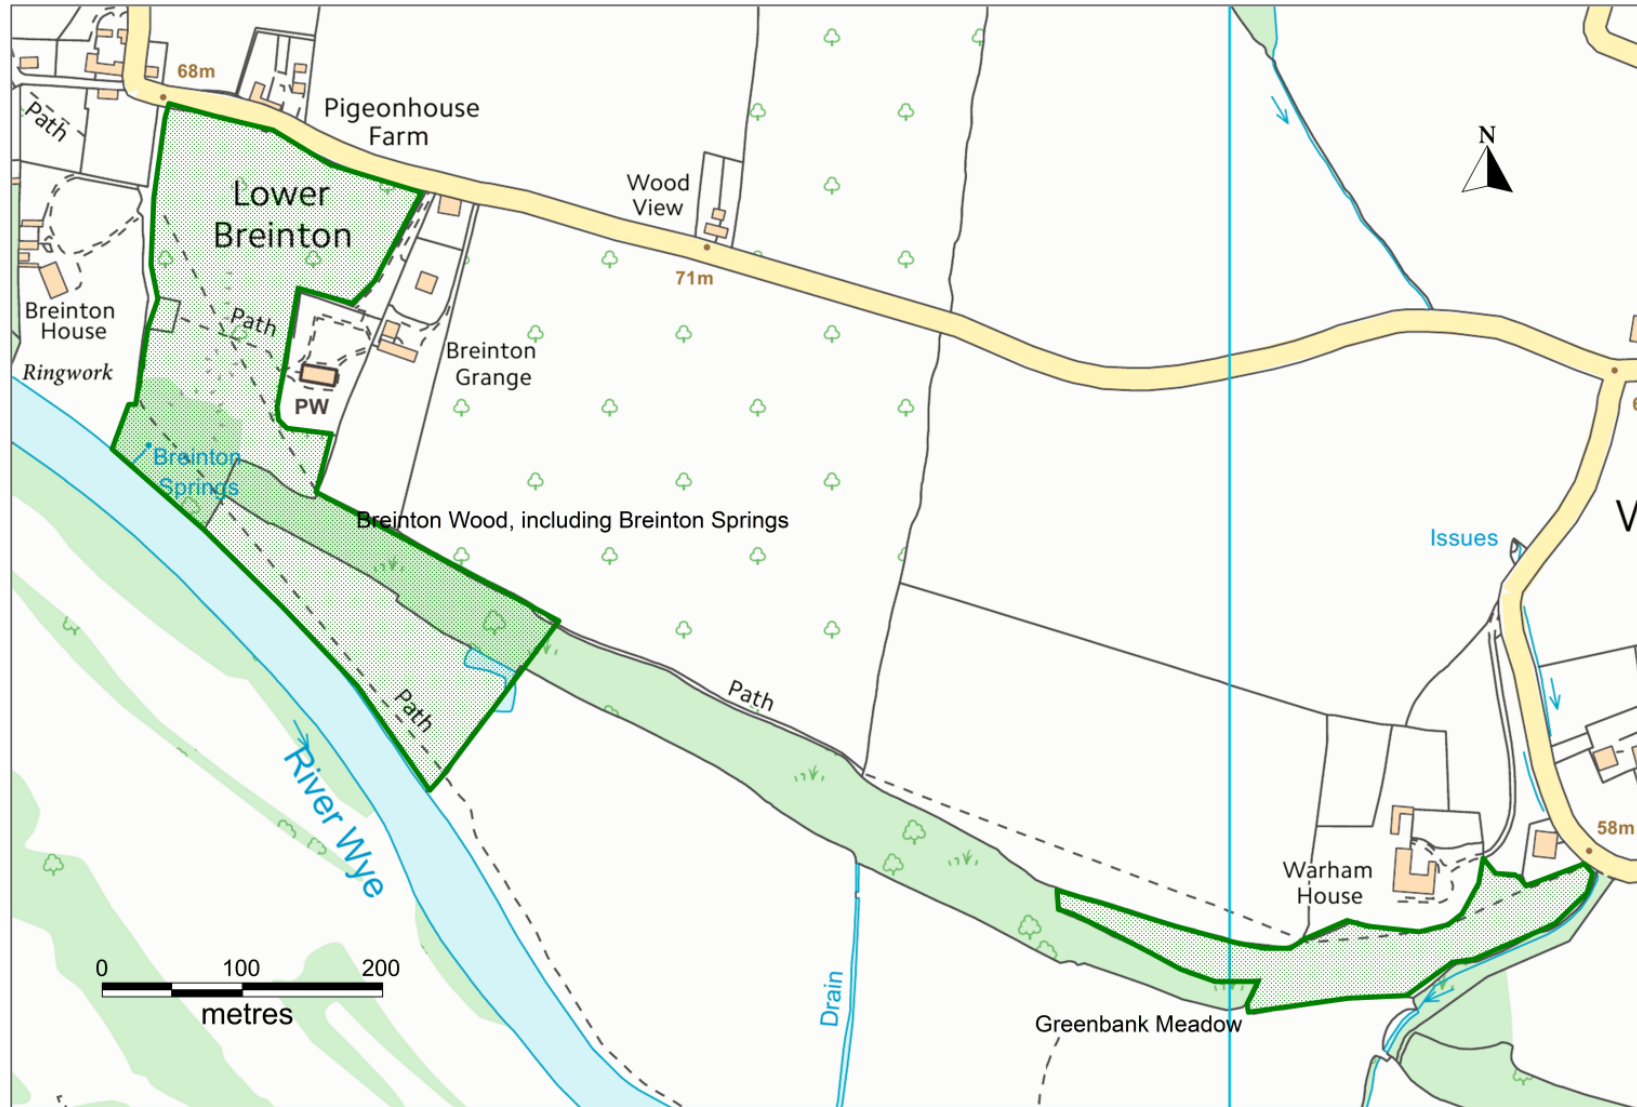 68m
Path
Pigeonhouse
Farm
N
Wood
View
Lower
Breinton
71m
Breinton
House
Path
Breinton
Grange
Ringwork
PW
Breinton
Springs
Breinton Wood, including Breinton Springs
Issues
Path
Path
River Wye
58m
Warham
House
0 100 200
metres
Drain
Greenbank Meadow